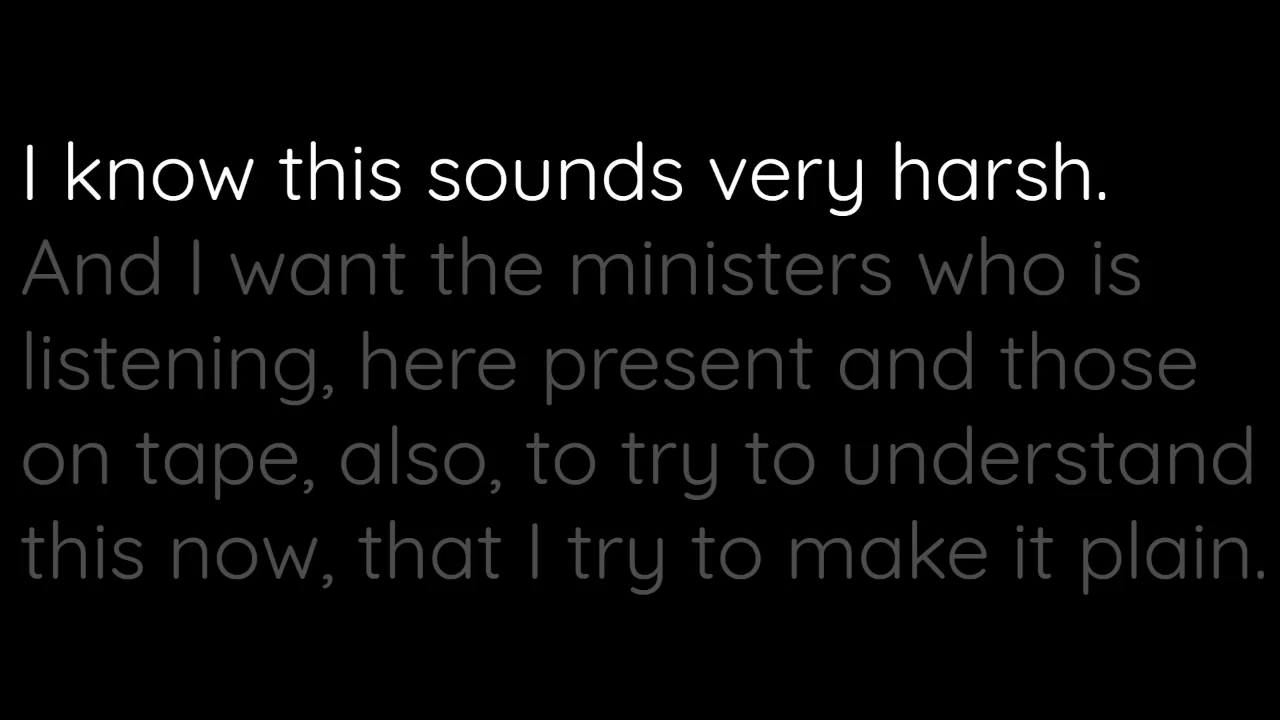 I know this sounds very harsh.
And I want the ministers who is
listening, here present and those
on tape, also, to try to understand
this now, that I try to make it plain.